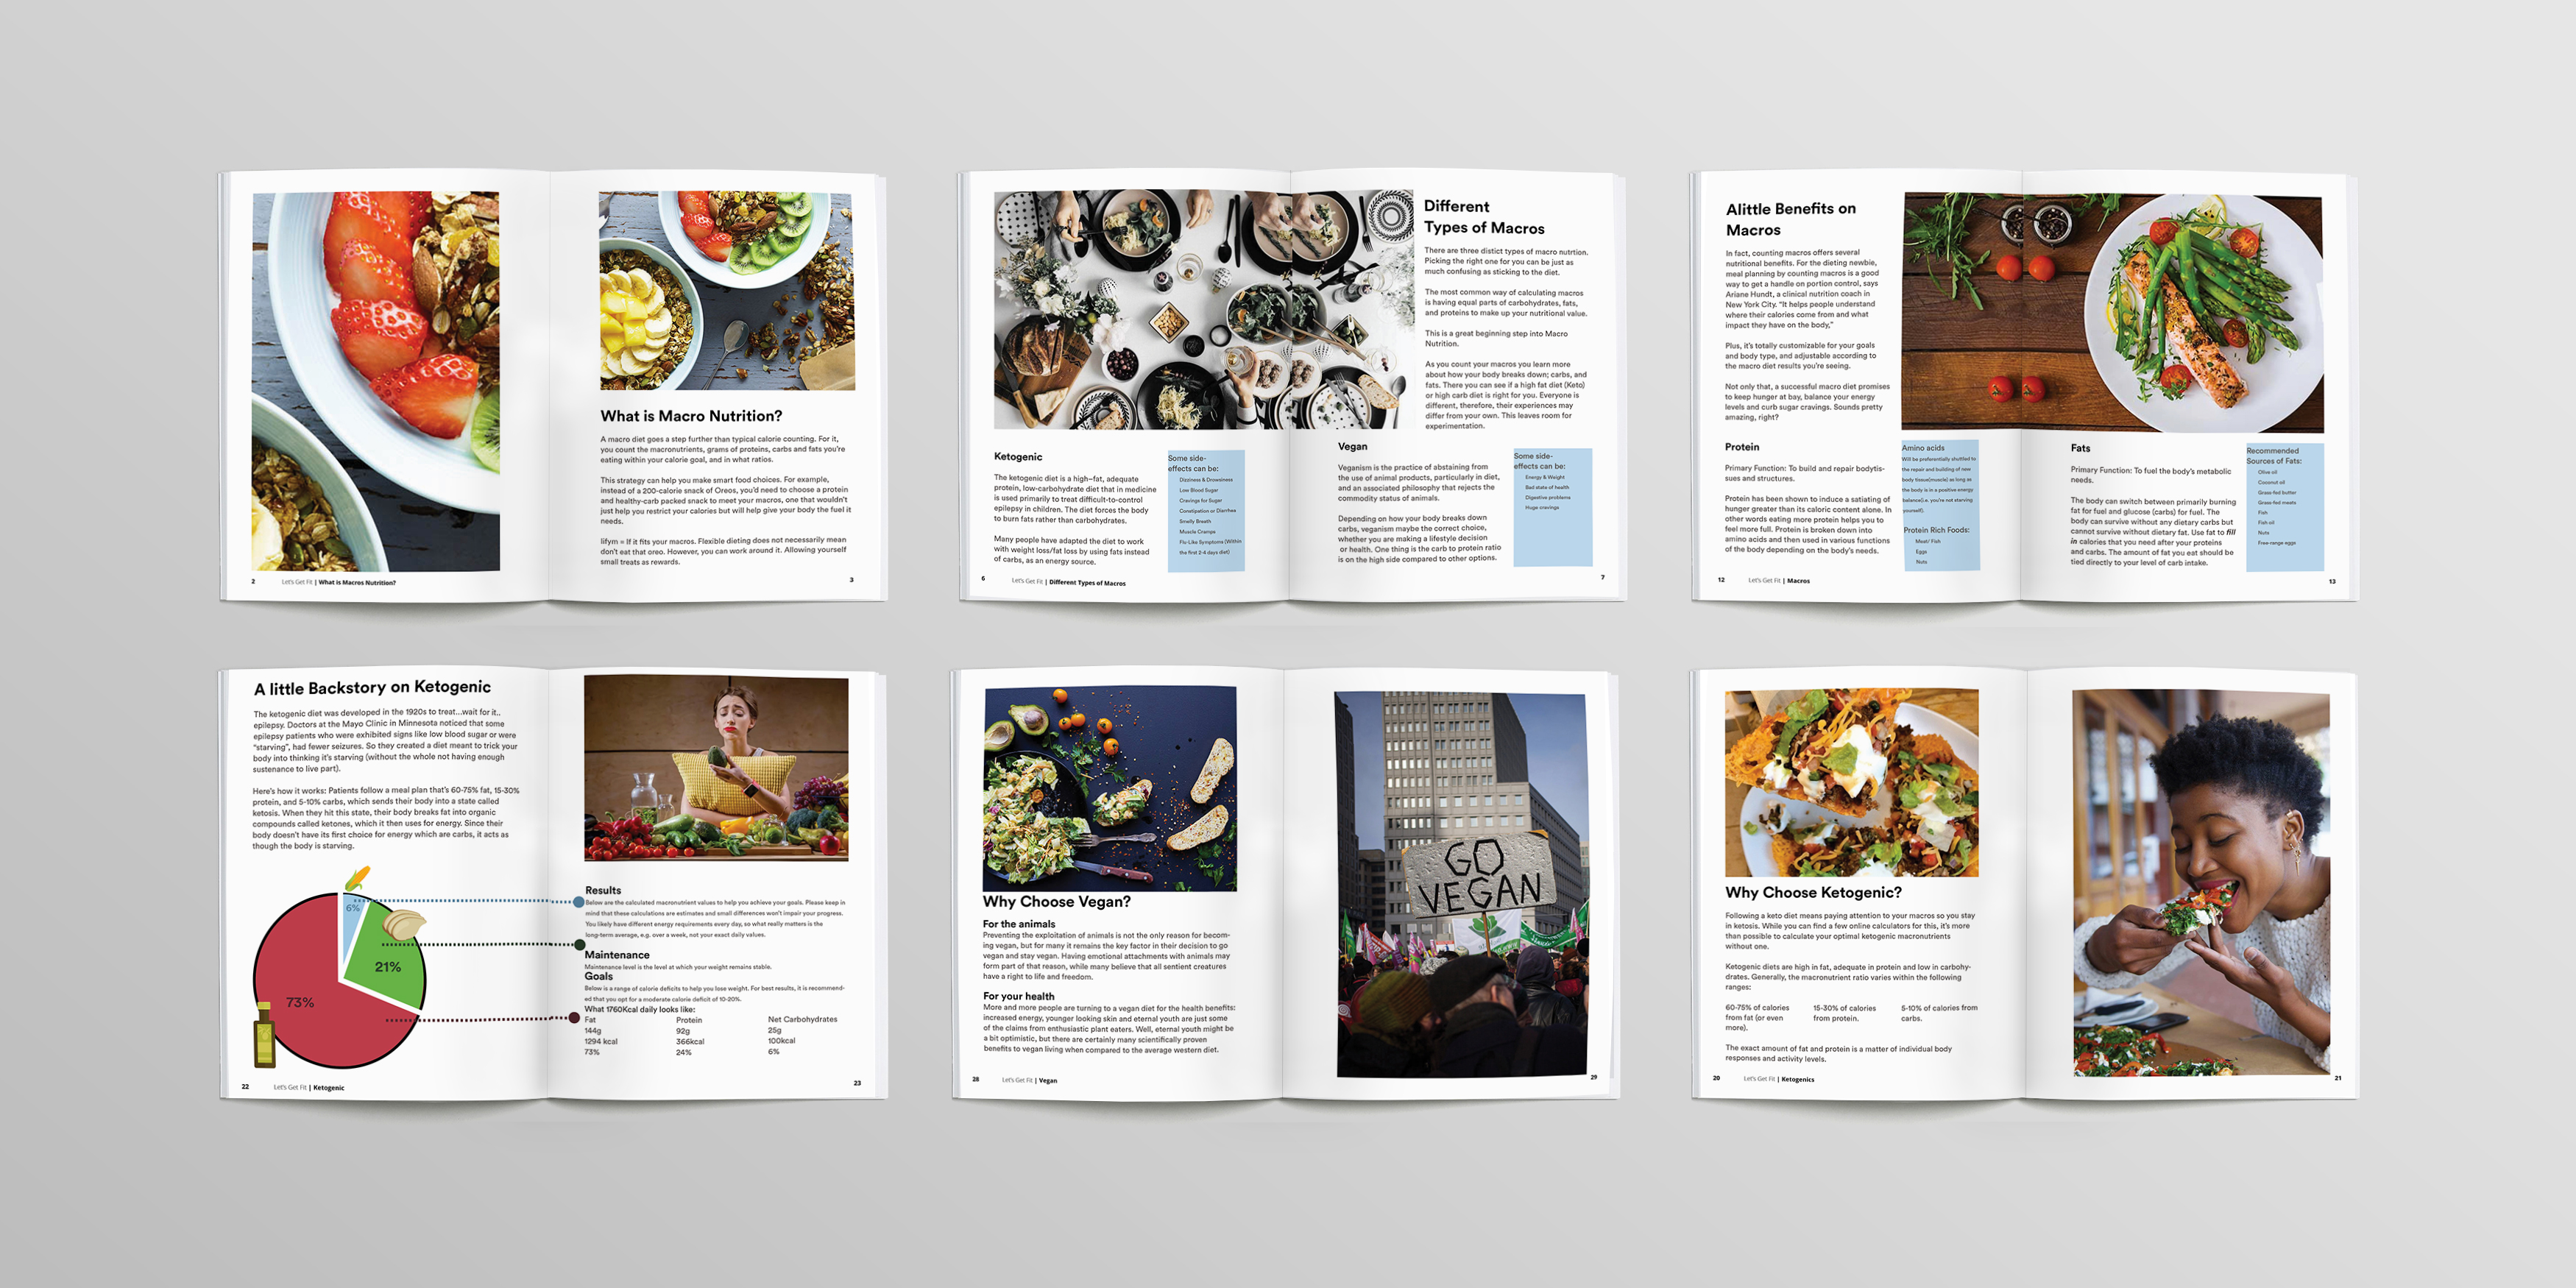 What is Macro Nutrition?
A macro diet goes a step further than typical calorie counting. For it,
you count the macronutrients, grams of proteins, carbs and fats you're
eating within your calorie goal, and in what ratios.
This strategy can help you make smart food choices. For example,
instead of a 200-calorie snack of Oreos, you'd need to choose a protein
and healthy-carb packed snack to meet your macros, one that wouldn't
just help you restrict your calories but will help give your body the fuel it
needs.
Iifym = If it fits your macros. Flexible dieting does not necessarily mean
don't eat that oreo. However, you can work around it. Allowing yourself
small treats as rewards.
2 Let's Get Fit | What is Macros Nutrition?
3
Different
Types of Macros
There are three distict types of macro nutrtion.
Picking the right one for you can be just as
much confusing as sticking to the diet.
The most common way of calculating macros
is having equal parts of carbohydrates, fats,
and proteins to make up your nutritional value.
This is a great beginning step into Macro
Nutrition.
As you count your macros you learn more
about how your body breaks down; carbs, and
fats. There you can see if a high fat diet (Keto)
or high carb diet is right for you. Everyone is
different, therefore, their experiences may
differ from your own. This leaves room for
experimentation.
Ketogenic
The ketogenic diet is a high-fat, adequate
protein, low-carbohydrate diet that in medicine
is used primarily to treat difficult-to-control
epilepsy in children. The diet forces the body
to burn fats rather than carbohydrates.
Many people have adapted the diet to work
with weight loss/fat loss by using fats instead
of carbs, as an energy source.
Some side-
effects can be:
Dizziness & Drowsiness
Low Blood Sugar
Cravings for Sugar
Constipation or Diarrhea
Smelly Breath
Muscle Cramps
Flu-Like Symptoms (Within
the first 2-4 days diet)
6 Let's Get Fit | Different Types of Macros
Vegan
Veganism is the practice of abstaining from
the use of animal products, particularly in diet,
and an associated philosophy that rejects the
commodity status of animals.
Depending on how your body breaks down
carbs, veganism maybe the correct choice,
whether you are making a lifestyle decision
or health. One thing is the carb to protein ratio
is on the high side compared to other options.
Some side-
effects can be:
Energy & Weight
Bad state of health
Digestive problems
Huge cravings
7
Alittle Benefits on
Macros
In fact, counting macros offers several
nutritional benefits. For the dieting newbie,
meal planning by counting macros is a good
way to get a handle on portion control, says
Ariane Hundt, a clinical nutrition coach in
New York City. "It helps people understand
where their calories come from and what
impact they have on the body,"
Plus, it's totally customizable for your goals
and body type, and adjustable according to
the macro diet results you're seeing.
Not only that, a successful macro diet promises
to keep hunger at bay, balance your energy
levels and curb sugar cravings. Sounds pretty
amazing, right?
Protein
Primary Function: To build and repair bodytis-
sues and structures.
Protein has been shown to induce a satiating of
hunger greater than its caloric content alone. In
other words eating more protein helps you to
feel more full. Protein is broken down into
amino acids and then used in various functions
of the body depending on the body's needs.
Amino acids
Will be preferentially shuttled to
the repair and building of new
body tissue(muscle) as long as
the body is in a positive energy
balance(i.e. you're not starving
yourself).
Protein Rich Foods:
Meat/ Fish
Eggs
Nuts
12 Let's Get Fit | Macros
Fats
Primary Function: To fuel the body's metabolic
needs.
The body can switch between primarily burning
fat for fuel and glucose (carbs) for fuel. The
body can survive without any dietary carbs but
cannot survive without dietary fat. Use fat to fill
in calories that you need after your proteins
and carbs. The amount of fat you eat should be
tied directly to your level of carb intake.
Recommended
Sources of Fats:
Olive oil
Coconut oil
Grass-fed butter
Grass-fed meats
Fish
Fish oil
Nuts
Free-range eggs
13
A little Backstory on Ketogenic
The ketogenic diet was developed in the 1920s to treat...wait for it..
epilepsy. Doctors at the Mayo Clinic in Minnesota noticed that some
epilepsy patients who were exhibited signs like low blood sugar or were
"starving", had fewer seizures. So they created a diet meant to trick your
body into thinking it's starving (without the whole not having enough
sustenance to live part).
Here's how it works: Patients follow a meal plan that's 60-75% fat, 15-30%
protein, and 5-10% carbs, which sends their body into a state called
ketosis. When they hit this state, their body breaks fat into organic
compounds called ketones, which it then uses for energy. Since their
body doesn't have its first choice for energy which are carbs, it acts as
though the body is starving.
6%
21%
73%
22 Let's Get Fit | Ketogenic
Results
Below are the calculated macronutrient values to help you achieve your goals. Please keep in
mind that these calculations are estimates and small differences won't impair your progress.
You likely have different energy requirements every day, so what really matters is the
long-term average, e.g. over a week, not your exact daily values.
Maintenance
Maintenance level is the level at which your weight remains stable.
Goals
Below is a range of calorie deficits to help you lose weight. For best results, it is recommend-
ed that you opt for a moderate calorie deficit of 10-20%.
What 1760Kcal daily looks like:
Fat Protein Net Carbohydrates
144g 92g 25g
1294 kcal 366kcal 100kcal
73% 24% 6%
23
Why Choose Vegan?
For the animals
Preventing the exploitation of animals is not the only reason for becom-
ing vegan, but for many it remains the key factor in their decision to go
vegan and stay vegan. Having emotional attachments with animals may
form part of that reason, while many believe that all sentient creatures
have a right to life and freedom.
For your health
More and more people are turning to a vegan diet for the health benefits:
increased energy, younger looking skin and eternal youth are just some
of the claims from enthusiastic plant eaters. Well, eternal youth might be
a bit optimistic, but there are certainly many scientifically proven
benefits to vegan living when compared to the average western diet.
28 Let's Get Fit | Vegan
GO
VEGAN
29
Why Choose Ketogenic?
Following a keto diet means paying attention to your macros so you stay
in ketosis. While you can find a few online calculators for this, it's more
than possible to calculate your optimal ketogenic macronutrients
without one.
Ketogenic diets are high in fat, adequate in protein and low in carbohy-
drates. Generally, the macronutrient ratio varies within the following
ranges:
60-75% of calories 15-30% of calories 5-10% of calories from
from fat (or even from protein. carbs.
more).
The exact amount of fat and protein is a matter of individual body
responses and activity levels.
20 Let's Get Fit | Ketogenics
21